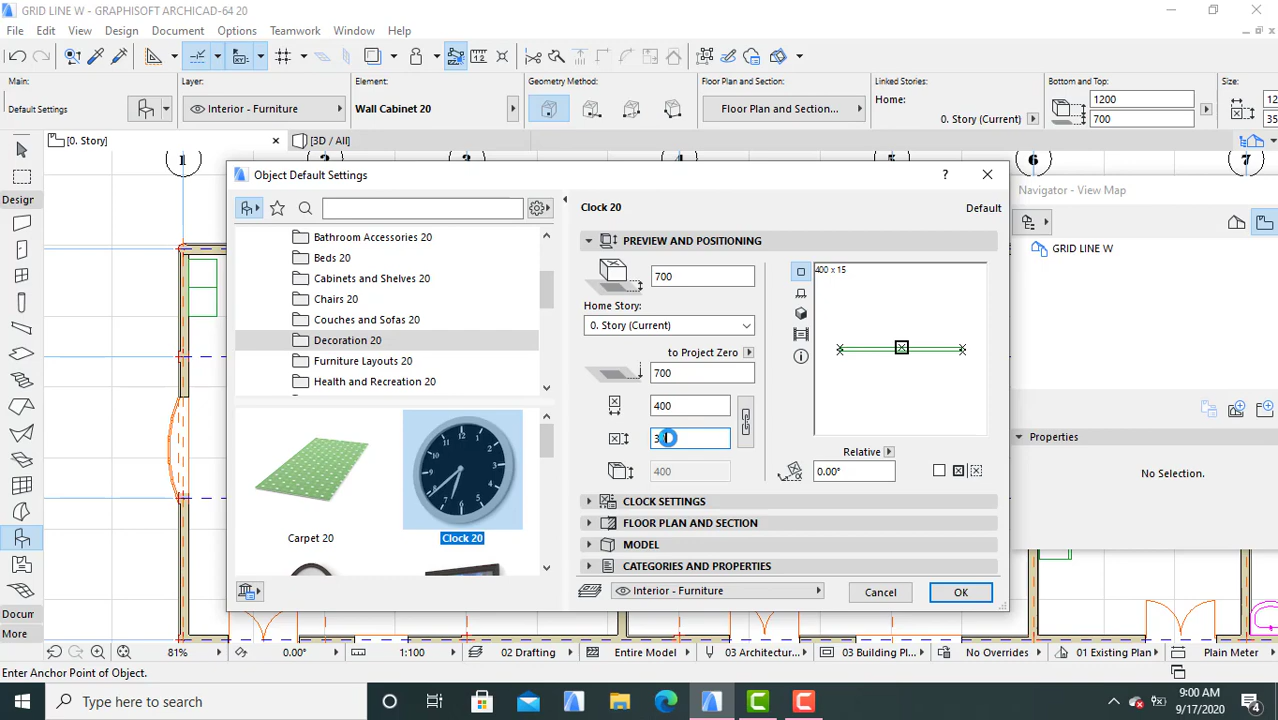 GRID LINE W - GRAPHISOFT ARCHICAD-64 20
File Edit View Design Document Options Teamwork Window Help
Main: Layer: Element: Geometry Method: Floor Plan and Section: Linked Stories: Bottom and Top: Size:
Default Settings Interior - Furniture Wall Cabinet 20 Floor Plan and Section... Home: 1200
0. Story (Current) 700 35
[0. Story] [3D / All]
1 6 7
Design
Object Default Settings
Navigator - View Map
Clock 20 Default
Bathroom Accessories 20
PREVIEW AND POSITIONING
GRID LINE W
Beds 20
Cabinets and Shelves 20
700
400 x 15
Chairs 20
Home Story:
Couches and Sofas 20
0. Story (Current)
Decoration 20
to Project Zero
Furniture Layouts 20
700
Health and Recreation 20
400
Properties
Relative
No Selection.
400
0.00°
CLOCK SETTINGS
FLOOR PLAN AND SECTION
Carpet 20 Clock 20
MODEL
CATEGORIES AND PROPERTIES
Interior - Furniture Cancel OK
Docum
More
81% 0.00° 1:100 02 Drafting Entire Model 03 Architectur... 03 Building Pl... No Overrides 01 Existing Plan Plain Meter
Enter Anchor Point of Object.
Type here to search
9:00 AM
9/17/2020
4